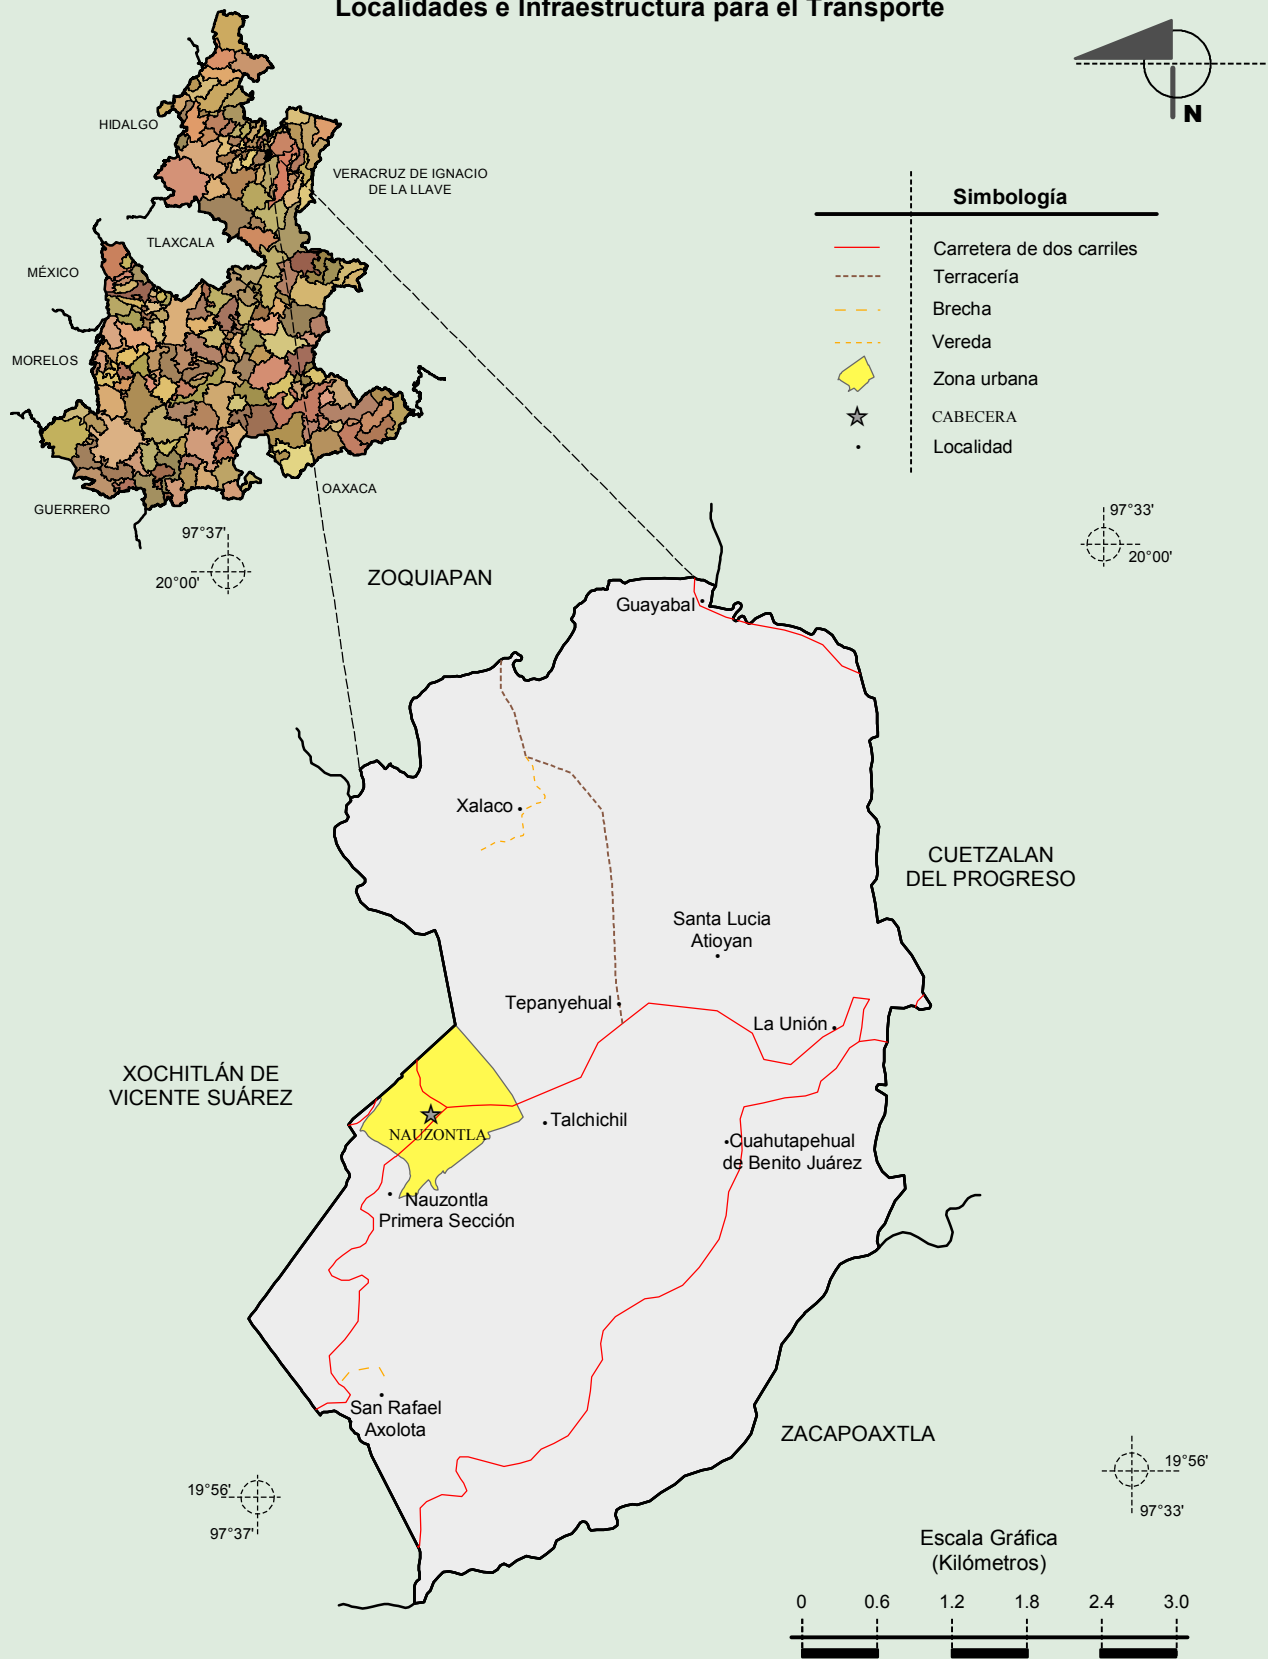 Localidades e Infraestructura para el Transporte
N
HIDALGO
VERACRUZ DE IGNACIO
DE LA LLAVE
TLAXCALA
MÉXICO
MORELOS
GUERRERO
OAXACA
Simbología
Carretera de dos carriles
Terracería
Brecha
Vereda
Zona urbana
CABECERA
Localidad
97°37'
20°00'
97°33'
20°00'
ZOQUIAPAN
Guayabal
Xalaco
CUETZALAN
DEL PROGRESO
Santa Lucia
Atioyan
Tepanyehual
La Unión
XOCHITLÁN DE
VICENTE SUÁREZ
NAUZONTLA
Talchichil
Cuahutapehual
de Benito Juárez
Nauzontla
Primera Sección
San Rafael
Axolota
ZACAPOAXTLA
19°56'
97°37'
19°56'
97°33'
Escala Gráfica
(Kilómetros)
0 0.6 1.2 1.8 2.4 3.0